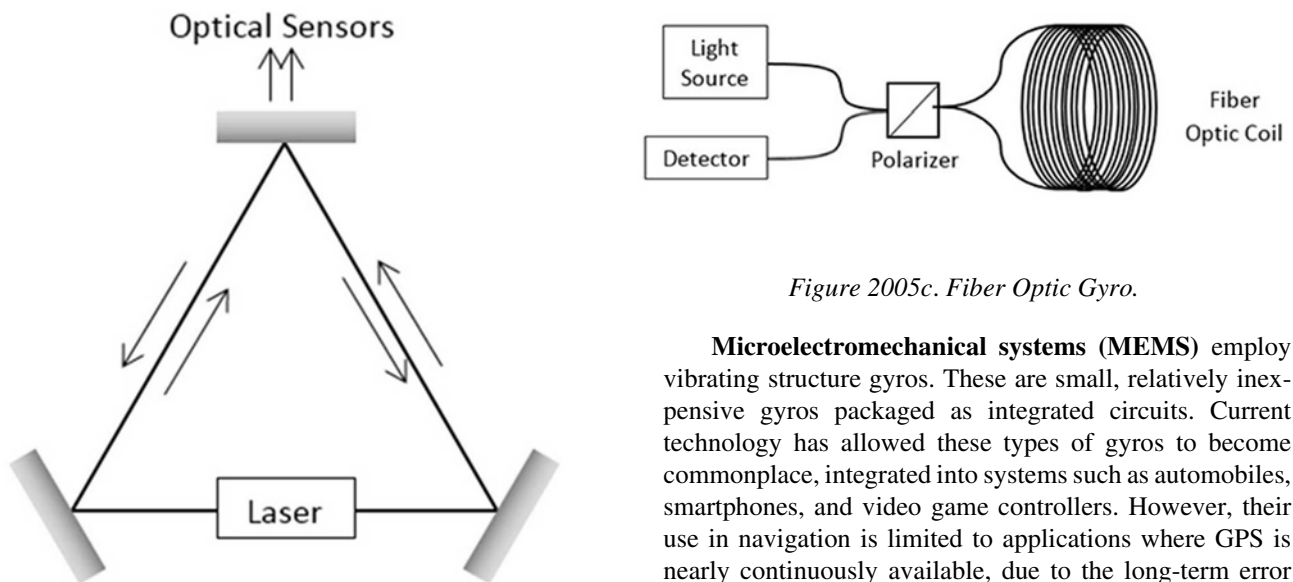 Optical Sensors
Laser
Light
Source
Detector
Polarizer
Fiber
Optic Coil
Figure 2005c. Fiber Optic Gyro.
Microelectromechanical systems (MEMS) employ
vibrating structure gyros. These are small, relatively inex-
pensive gyros packaged as integrated circuits. Current
technology has allowed these types of gyros to become
commonplace, integrated into systems such as automobiles,
smartphones, and video game controllers. However, their
use in navigation is limited to applications where GPS is
nearly continuously available, due to the long-term error